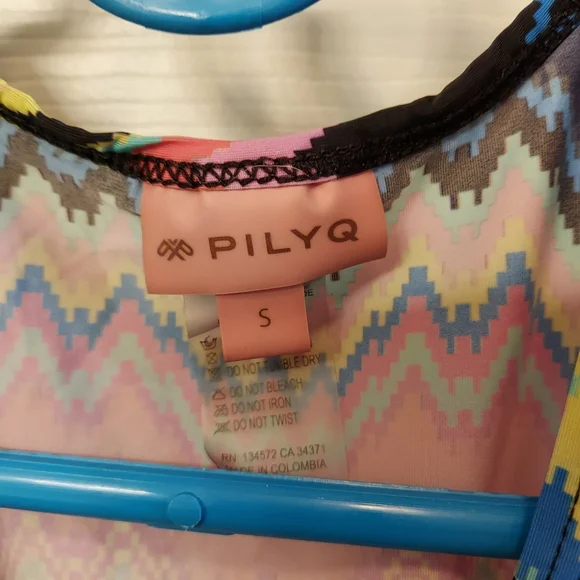 PILYQ
S
DO NOT TUMBLE DRY
DO NOT BLEACH
DO NOT IRON
DO NOT TWIST
RN 134572 CA 34371
MADE IN COLOMBIA